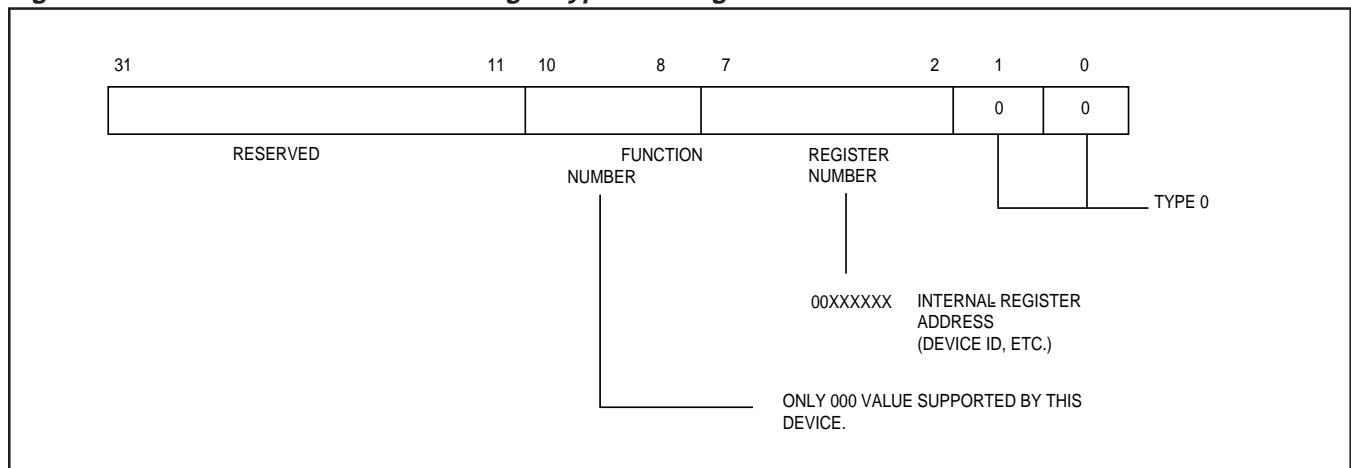 31 11 10 8 7 2 1 0
0 0
RESERVED
FUNCTION
NUMBER
REGISTER
NUMBER
TYPE 0
00XXXXXX
INTERNAL REGISTER
ADDRESS
(DEVICE ID, ETC.)
ONLY 000 VALUE SUPPORTED BY THIS
DEVICE.